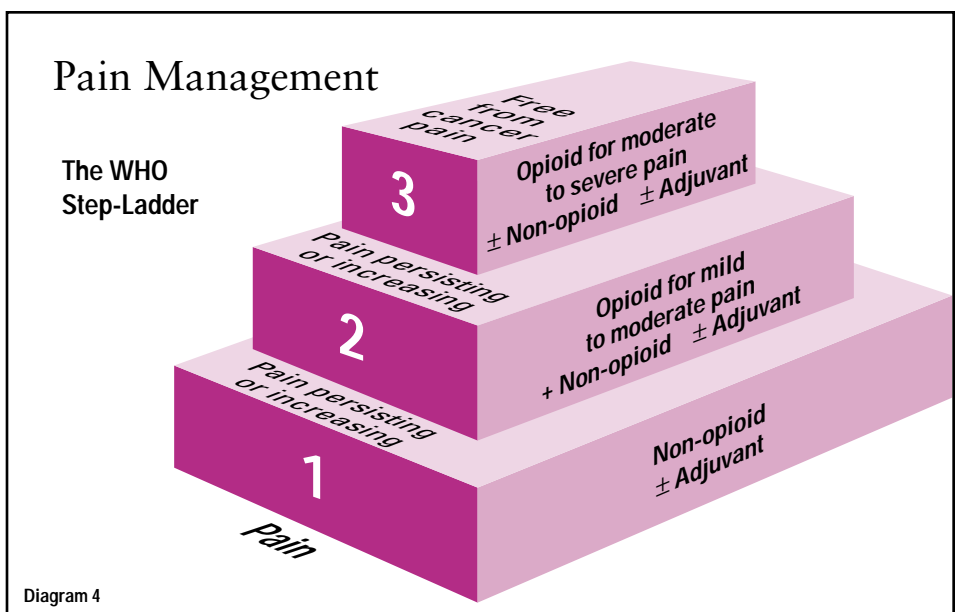 Pain Management
The WHO
Step-Ladder
Free
from
cancer
pain
3
Opioid for moderate
to severe pain
± Non-opioid ± Adjuvant
Pain persisting
or increasing
2
Opioid for mild
to moderate pain
+ Non-opioid ± Adjuvant
Pain persisting
or increasing
1
Non-opioid
± Adjuvant
Pain
Diagram 4